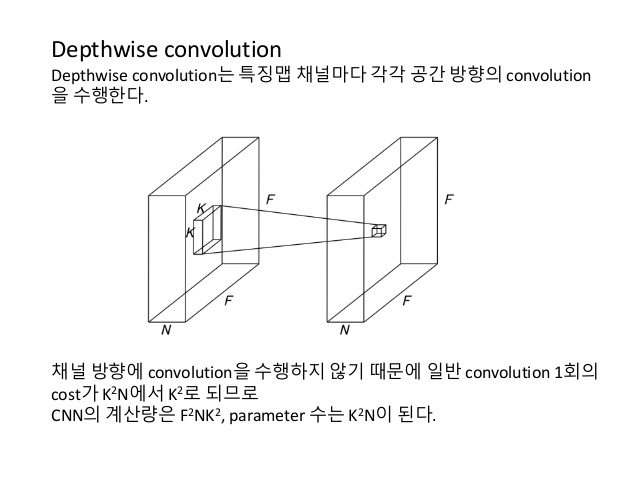 Depthwise convolution
Depthwise convolution는 특징맵 채널마다 각각 공간 방향의 convolution
을 수행한다.
K
K
F
F
N
F
F
N
채널 방향에 convolution을 수행하지 않기 때문에 일반 convolution 1회의
cost가 K²N에서 K²로 되므로
CNN의 계산량은 F²NK², parameter 수는 K²N이 된다.